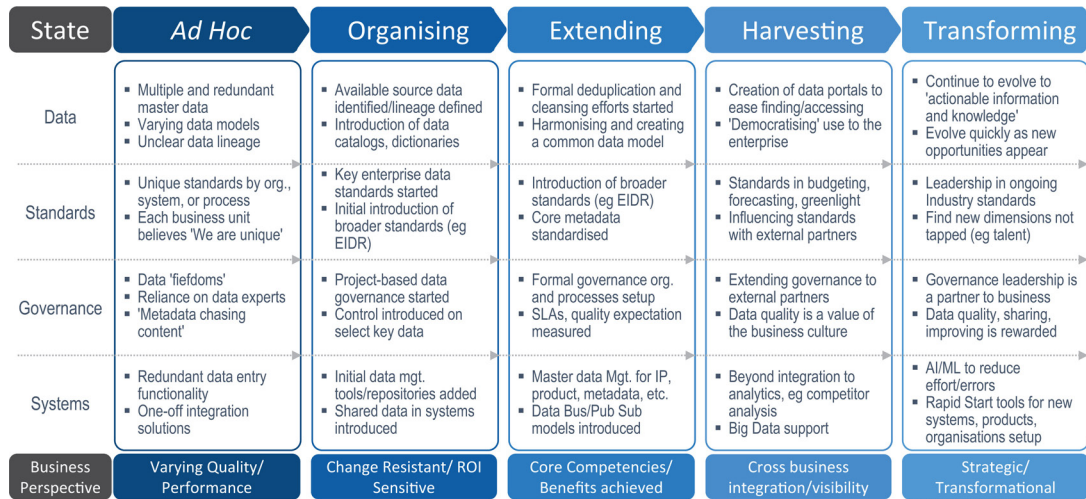 State
Ad Hoc
Organising
Extending
Harvesting
Transforming
Data
▪ Multiple and redundant
master data
▪ Varying data models
▪ Unclear data lineage
▪ Available source data
identified/lineage defined
▪ Introduction of data
catalogs, dictionaries
▪ Formal deduplication and
cleansing efforts started
▪ Harmonising and creating
a common data model
▪ Creation of data portals to
ease finding/accessing
▪ 'Democratising' use to the
enterprise
▪ Continue to evolve to
'actionable information
and knowledge'
▪ Evolve quickly as new
opportunities appear
Standards
▪ Unique standards by org.,
system, or process
▪ Each business unit
believes 'We are unique'
▪ Key enterprise data
standards started
▪ Initial introduction of
broader standards (eg
EIDR)
▪ Introduction of broader
standards (eg EIDR)
▪ Core metadata
standardised
▪ Standards in budgeting,
forecasting, greenlight
▪ Influencing standards
with external partners
▪ Leadership in ongoing
Industry standards
▪ Find new dimensions not
tapped (eg talent)
Governance
▪ Data 'fiefdoms'
▪ Reliance on data experts
▪ 'Metadata chasing
content'
▪ Project-based data
governance started
▪ Control introduced on
select key data
▪ Formal governance org.
and processes setup
▪ SLAs, quality expectation
measured
▪ Extending governance to
external partners
▪ Data quality is a value of
the business culture
▪ Governance leadership is
a partner to business
▪ Data quality, sharing,
improving is rewarded
Systems
▪ Redundant data entry
functionality
▪ One-off integration
solutions
▪ Initial data mgt.
tools/repositories added
▪ Shared data in systems
introduced
▪ Master data Mgt. for IP,
product, metadata, etc.
▪ Data Bus/Pub Sub
models introduced
▪ Beyond integration to
analytics, eg competitor
analysis
▪ Big Data support
▪ AI/ML to reduce
effort/errors
▪ Rapid Start tools for new
systems, products,
organisations setup
Business
Perspective
Varying Quality/
Performance
Change Resistant/ ROI
Sensitive
Core Competencies/
Benefits achieved
Cross business
integration/visibility
Strategic/
Transformational